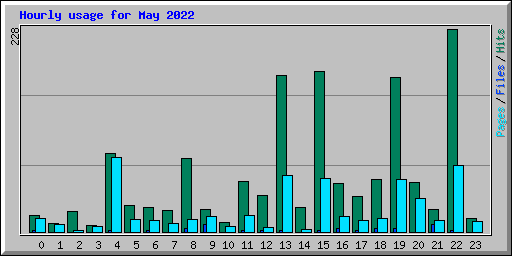 Hourly usage for May 2022
228
Pages / Files / Hits
0 1 2 3 4 5 6 7 8 9 10 11 12 13 14 15 16 17 18 19 20 21 22 23